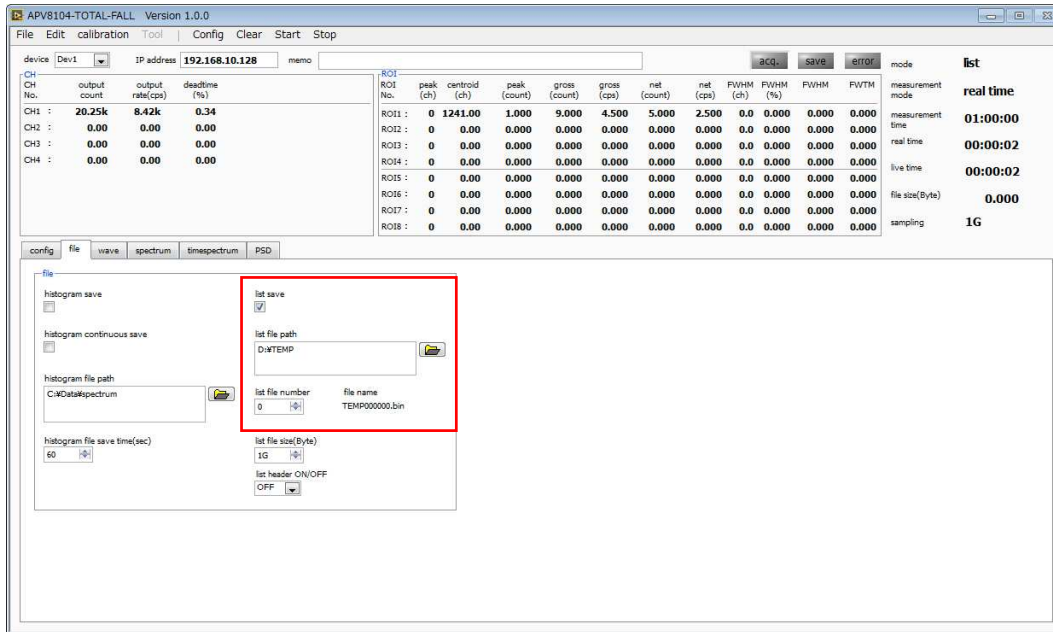 APV8104-TOTAL-FALL Version 1.0.0
File Edit calibration Tool | Config Clear Start Stop
device Dev1 IP address 192.168.10.128 memo acq. save error
mode list
measurement mode real time
measurement time 01:00:00
real time 00:00:02
live time 00:00:02
file size(Byte) 0.000
sampling 1G
CH
CH No. output count output rate(cps) deadtime (%)
CH1 : 20.25k 8.42k 0.34
CH2 : 0.00 0.00 0.00
CH3 : 0.00 0.00 0.00
CH4 : 0.00 0.00 0.00
ROI
ROI No. peak (ch) centroid (ch) peak (count) gross (count) gross (cps) net (count) net (cps) FWHM (ch) FWHM (%) FWHM FWTM
ROI1 : 0 1241.00 1.000 9.000 4.500 5.000 2.500 0.0 0.000 0.000 0.000
ROI2 : 0 0.00 0.000 0.000 0.000 0.000 0.000 0.0 0.000 0.000 0.000
ROI3 : 0 0.00 0.000 0.000 0.000 0.000 0.000 0.0 0.000 0.000 0.000
ROI4 : 0 0.00 0.000 0.000 0.000 0.000 0.000 0.0 0.000 0.000 0.000
ROI5 : 0 0.00 0.000 0.000 0.000 0.000 0.000 0.0 0.000 0.000 0.000
ROI6 : 0 0.00 0.000 0.000 0.000 0.000 0.000 0.0 0.000 0.000 0.000
ROI7 : 0 0.00 0.000 0.000 0.000 0.000 0.000 0.0 0.000 0.000 0.000
ROI8 : 0 0.00 0.000 0.000 0.000 0.000 0.000 0.0 0.000 0.000 0.000
config file wave spectrum timespectrum PSD
file
histogram save
histogram continuous save
histogram file path
C:¥Data¥spectrum
histogram file save time(sec)
60
list save
list file path
D:¥TEMP
list file number file name
0 TEMP000000.bin
list file size(Byte)
1G
list header ON/OFF
OFF